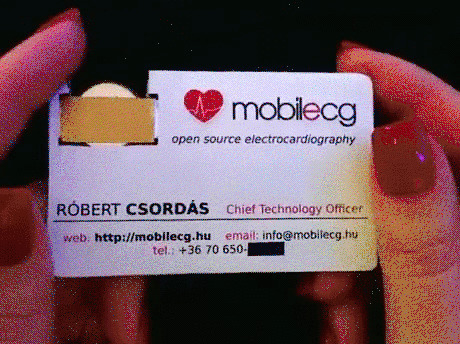 mobilecg
open source electrocardiography
RÓBERT CSORDÁS Chief Technology Officer
web: http://mobilecg.hu email: info@mobilecg.hu
tel.: +36 70 650-